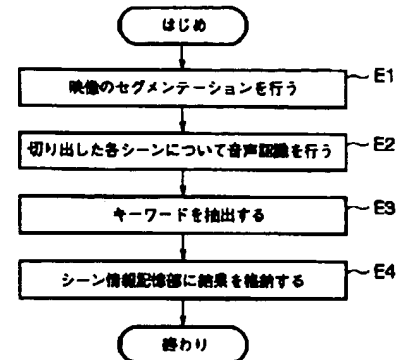 はじめ
映像のセグメンテーションを行う
E1
切り出した各シーンについて音声認識を行う
E2
キーワードを抽出する
E3
シーン情報記憶部に結果を格納する
E4
終わり